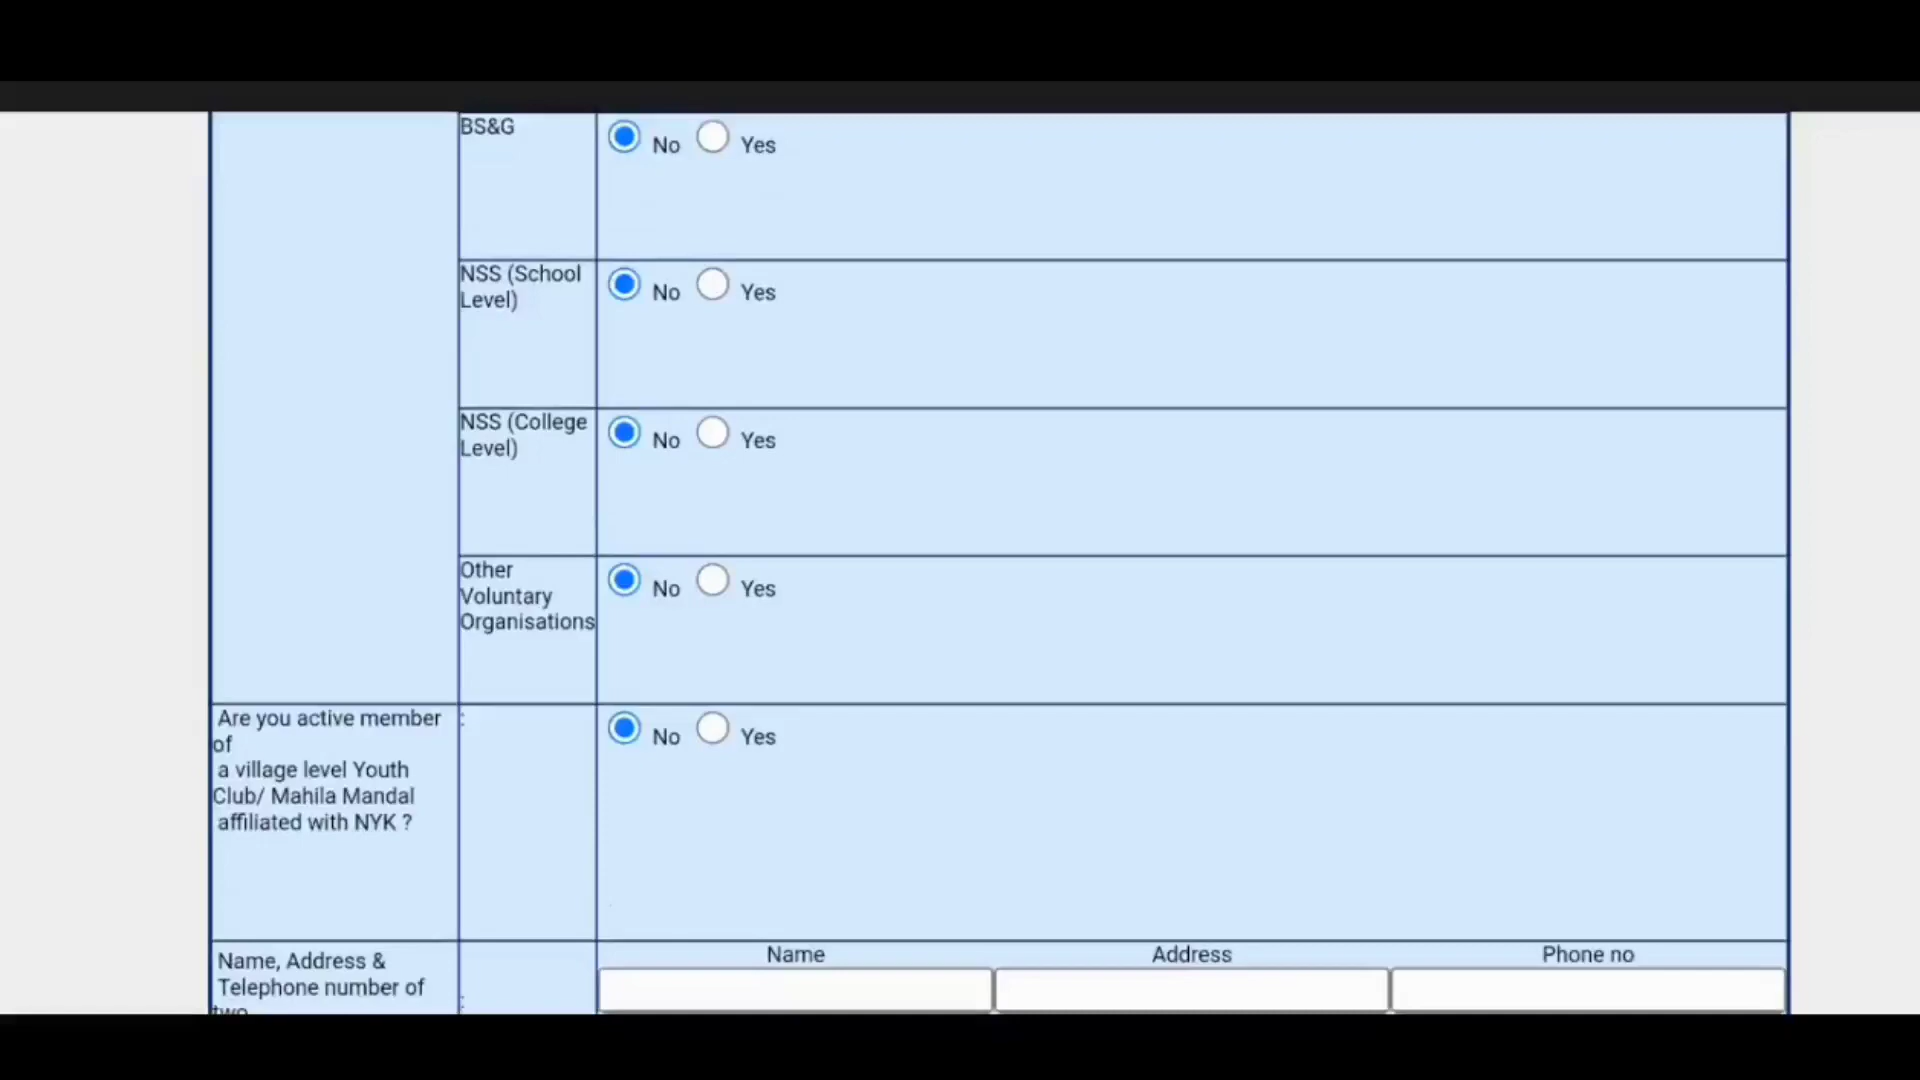 BS&G
No Yes
NSS (School
Level)
No Yes
NSS (College
Level)
No Yes
Other
Voluntary
Organisations
No Yes
Are you active member
of
a village level Youth
Club/ Mahila Mandal
affiliated with NYK ?
:
No Yes
Name, Address &
Telephone number of
two
:
Name Address Phone no